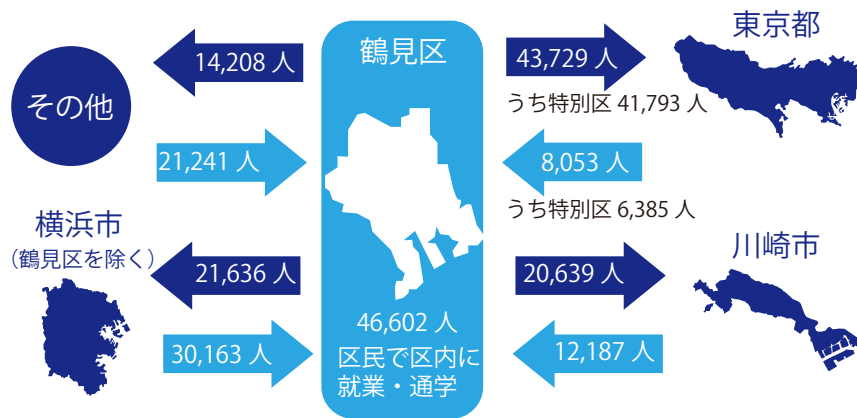 鶴見区
東京都
14,208 人
43,729 人
その他
うち特別区 41,793 人
21,241 人
8,053 人
うち特別区 6,385 人
横浜市
（鶴見区を除く）
川崎市
21,636 人
20,639 人
46,602 人
区民で区内に
就業・通学
30,163 人
12,187 人